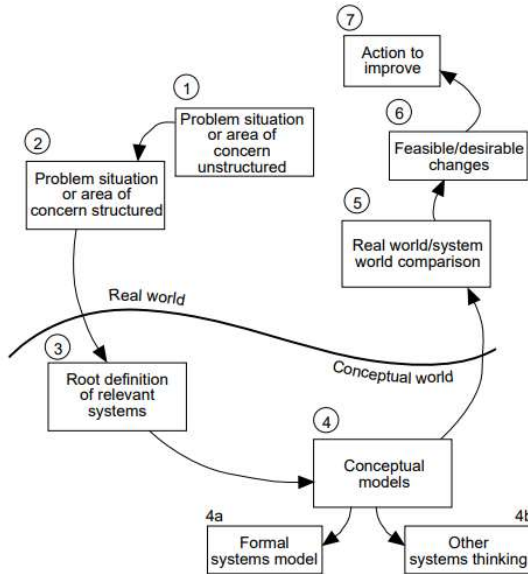 7
Action to
improve
1
Problem situation
or area of
concern
unstructured
6
Feasible/desirable
changes
2
Problem situation
or area of
concern structured
5
Real world/system
world comparison
Real world
Conceptual world
3
Root definition
of relevant
systems
4
Conceptual
models
4a
Formal
systems model
4b
Other
systems thinking